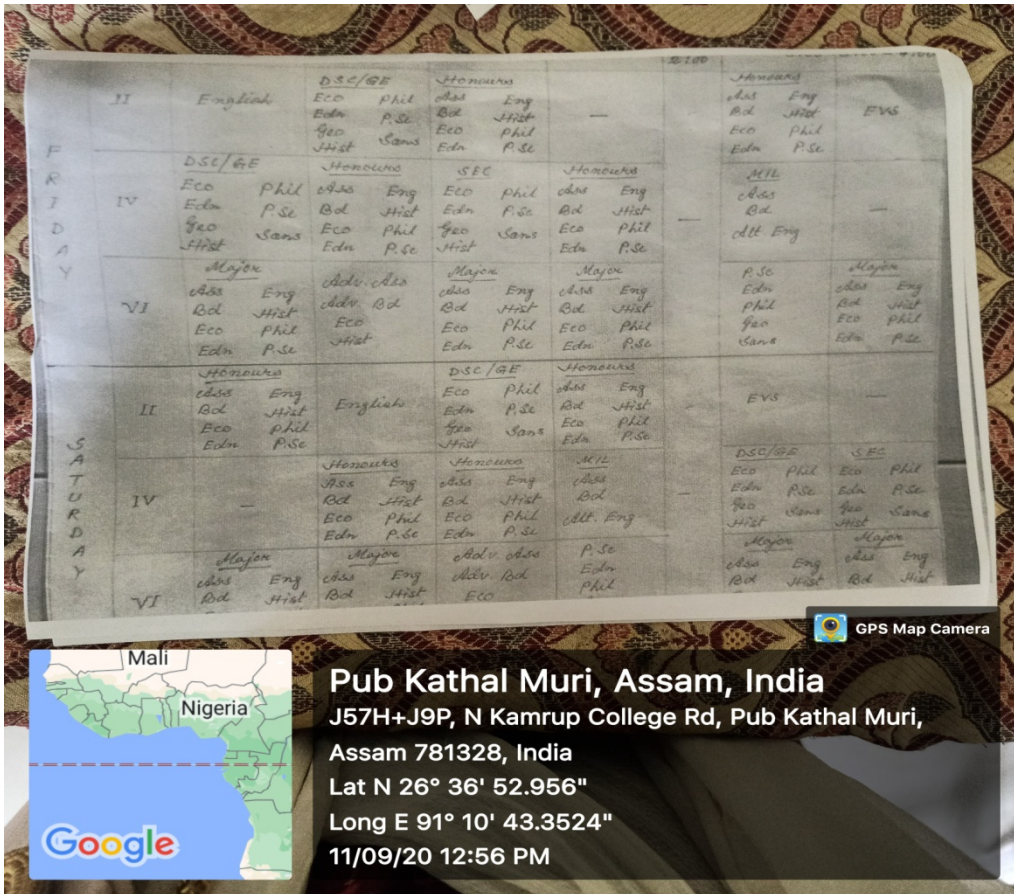 12:00
II
English
DSC/GE
Eco Phil
Edn P.Sc
Geo Sans
Hist
Honours
Ass Eng
Bd Hist
Eco Phil
Edn P.Sc
—
Honours
Ass Eng
Bd Hist
Eco Phil
Edn P.Sc
EVS
FRIDAY
IV
DSC/GE
Eco Phil
Edn P.Sc
Geo Sans
Hist
Honours
Ass Eng
Bd Hist
Eco Phil
Edn P.Sc
SEC
Eco Phil
Edn P.Sc
Geo Sans
Hist
Honours
Ass Eng
Bd Hist
Eco Phil
Edn P.Sc
—
MIL
Ass
Bd
Alt. Eng
—
VI
Major
Ass Eng
Bd Hist
Eco Phil
Edn P.Sc
Adv. Ass
Adv. Bd
Eco
Hist
Major
Ass Eng
Bd Hist
Eco Phil
Edn P.Sc
Major
Ass Eng
Bd Hist
Eco Phil
Edn P.Sc
P.Sc
Edn
Phil
Geo
Sans
Major
Ass Eng
Bd Hist
Eco Phil
Edn P.Sc
SATURDAY
II
Honours
Ass Eng
Bd Hist
Eco Phil
Edn P.Sc
English
DSC/GE
Eco Phil
Edn P.Sc
Geo Sans
Hist
Honours
Ass Eng
Bd Hist
Eco Phil
Edn P.Sc
-
EVS
—
IV
—
Honours
Ass Eng
Bd Hist
Eco Phil
Edn P.Sc
Honours
Ass Eng
Bd Hist
Eco Phil
Edn P.Sc
MIL
Ass
Bd
Alt. Eng
—
DSC/GE
Eco Phil
Edn P.Sc
Geo Sans
Hist
SEC
Eco Phil
Edn P.Sc
Geo Sans
Hist
VI
Major
Ass Eng
Bd Hist
Major
Ass Eng
Bd Hist
Adv. Ass
Adv. Bd
Eco
P.Sc
Edn
Phil
Major
Ass Eng
Bd Hist
Major
Ass Eng
Bd Hist
GPS Map Camera
Mali
Nigeria
Google
Pub Kathal Muri, Assam, India
J57H+J9P, N Kamrup College Rd, Pub Kathal Muri,
Assam 781328, India
Lat N 26° 36' 52.956"
Long E 91° 10' 43.3524"
11/09/20 12:56 PM